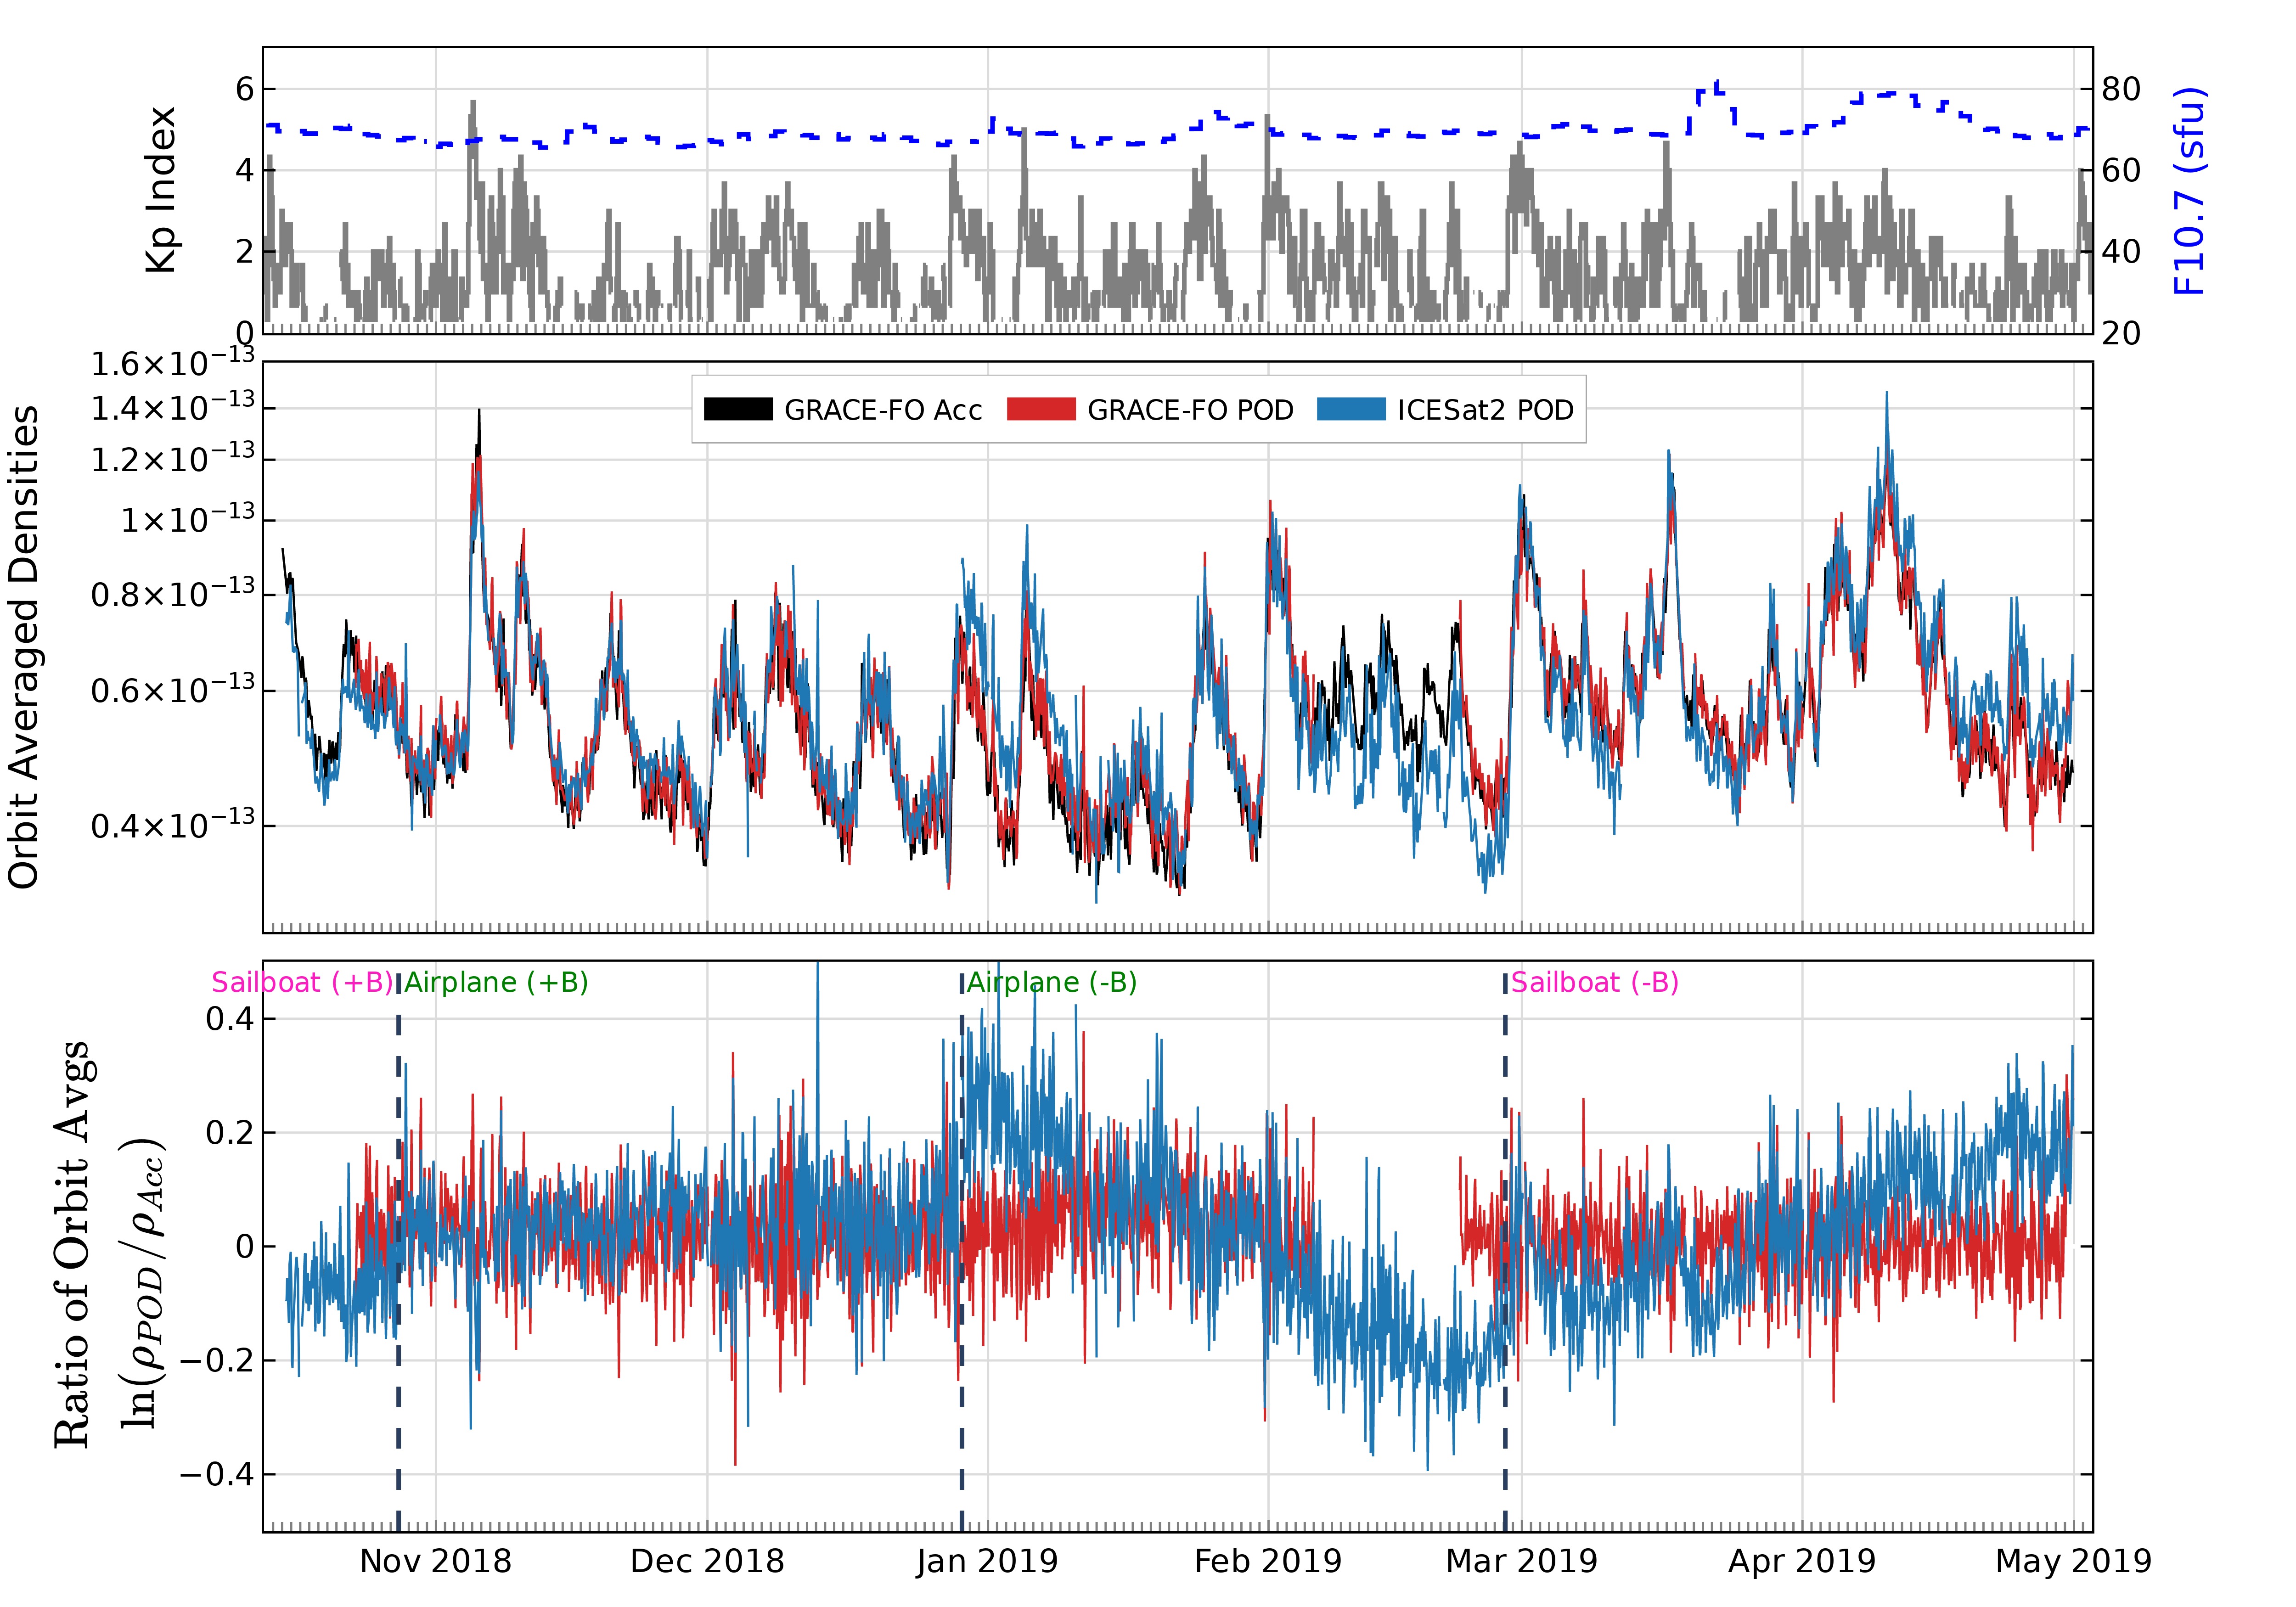 6
4
2
0
Kp Index
80
60
40
20
F10.7 (sfu)
1.6×10⁻¹³
1.4×10⁻¹³
1.2×10⁻¹³
1×10⁻¹³
0.8×10⁻¹³
0.6×10⁻¹³
0.4×10⁻¹³
Orbit Averaged Densities
GRACE-FO Acc GRACE-FO POD ICESat2 POD
Sailboat (+B) Airplane (+B) Airplane (-B) Sailboat (-B)
0.4
0.2
0
−0.2
−0.4
Ratio of Orbit Avgs
ln(ρ_POD/ρ_Acc)
Nov 2018 Dec 2018 Jan 2019 Feb 2019 Mar 2019 Apr 2019 May 2019